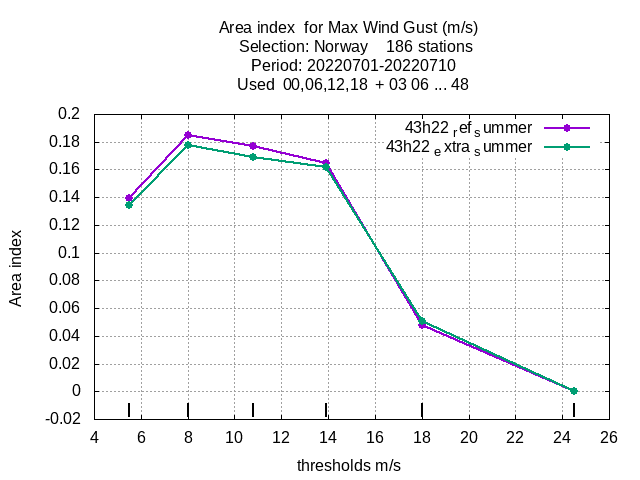 Area index for Max Wind Gust (m/s)
Selection: Norway 186 stations
Period: 20220701-20220710
Used 00,06,12,18 + 03 06 ... 48
43h22 ref summer
43h22 extra summer
0.2
0.18
0.16
0.14
0.12
0.1
0.08
0.06
0.04
0.02
0
-0.02
Area index
4 6 8 10 12 14 16 18 20 22 24 26
thresholds m/s